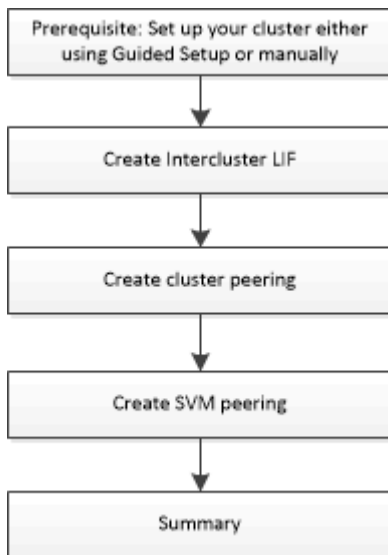 Prerequisite: Set up your cluster either
using Guided Setup or manually
Create Intercluster LIF
Create cluster peering
Create SVM peering
Summary